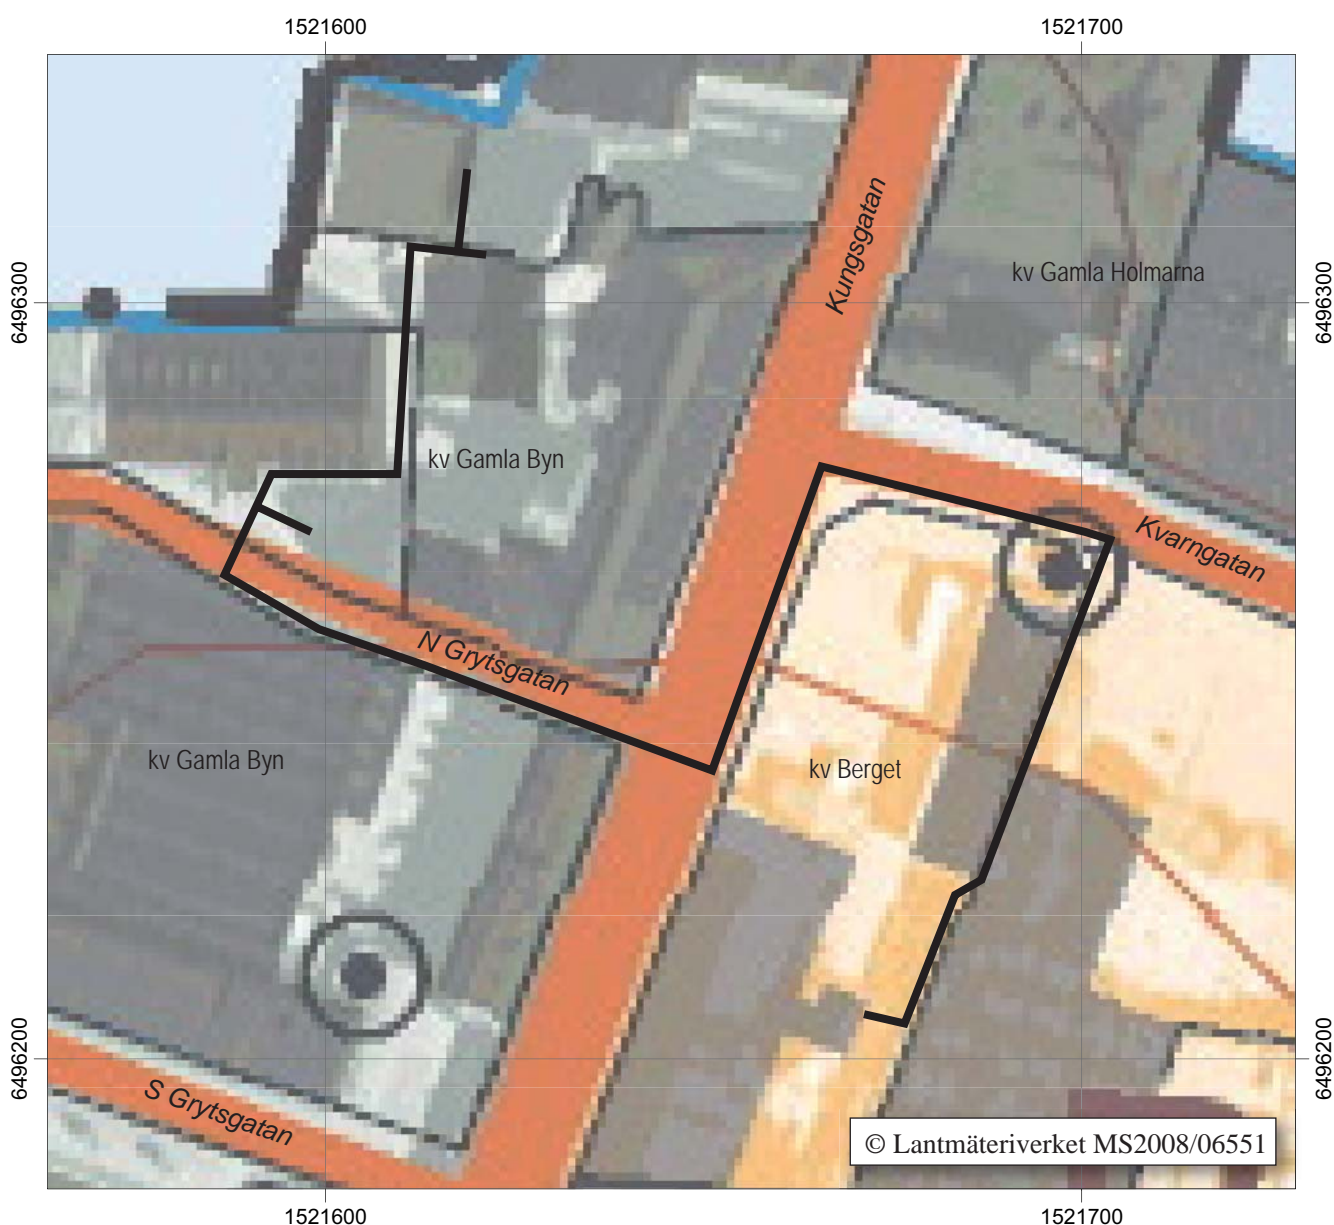 1521600
1521700
Kungsgatan
kv Gamla Holmarna
6496300
6496300
kv Gamla Byn
Kvarngatan
N Grytsgatan
kv Gamla Byn
kv Berget
6496200
6496200
S Grytsgatan
© Lantmäteriverket MS2008/06551
1521600
1521700